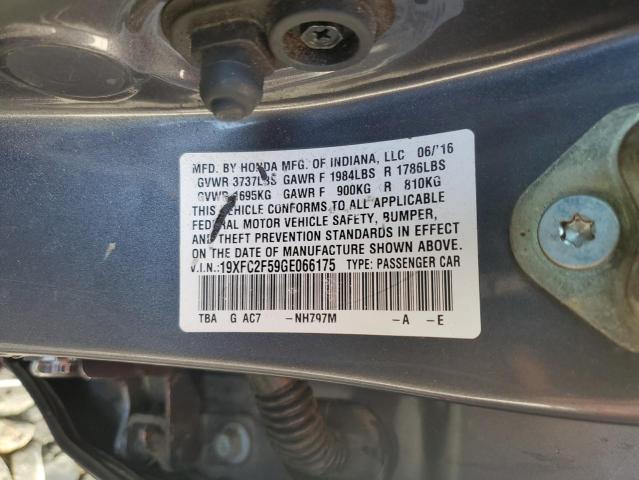 MFD. BY HONDA MFG. OF INDIANA, LLC 06/'16
GVWR 3737LBS GAWR F 1984LBS R 1786LBS
GVWR 1695KG GAWR F 900KG R 810KG
THIS VEHICLE CONFORMS TO ALL APPLICABLE
FEDERAL MOTOR VEHICLE SAFETY, BUMPER,
AND THEFT PREVENTION STANDARDS IN EFFECT
ON THE DATE OF MANUFACTURE SHOWN ABOVE.
V.I.N.:19XFC2F59GE066175 TYPE: PASSENGER CAR
TBA G AC7 -NH797M -A -E